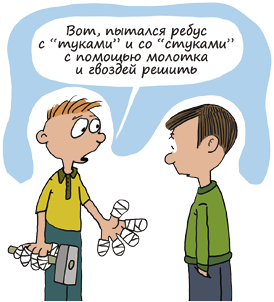 Вот, пытался ребус
с “туками” и со “стуками”
с помощью молотка
и гвоздей решить